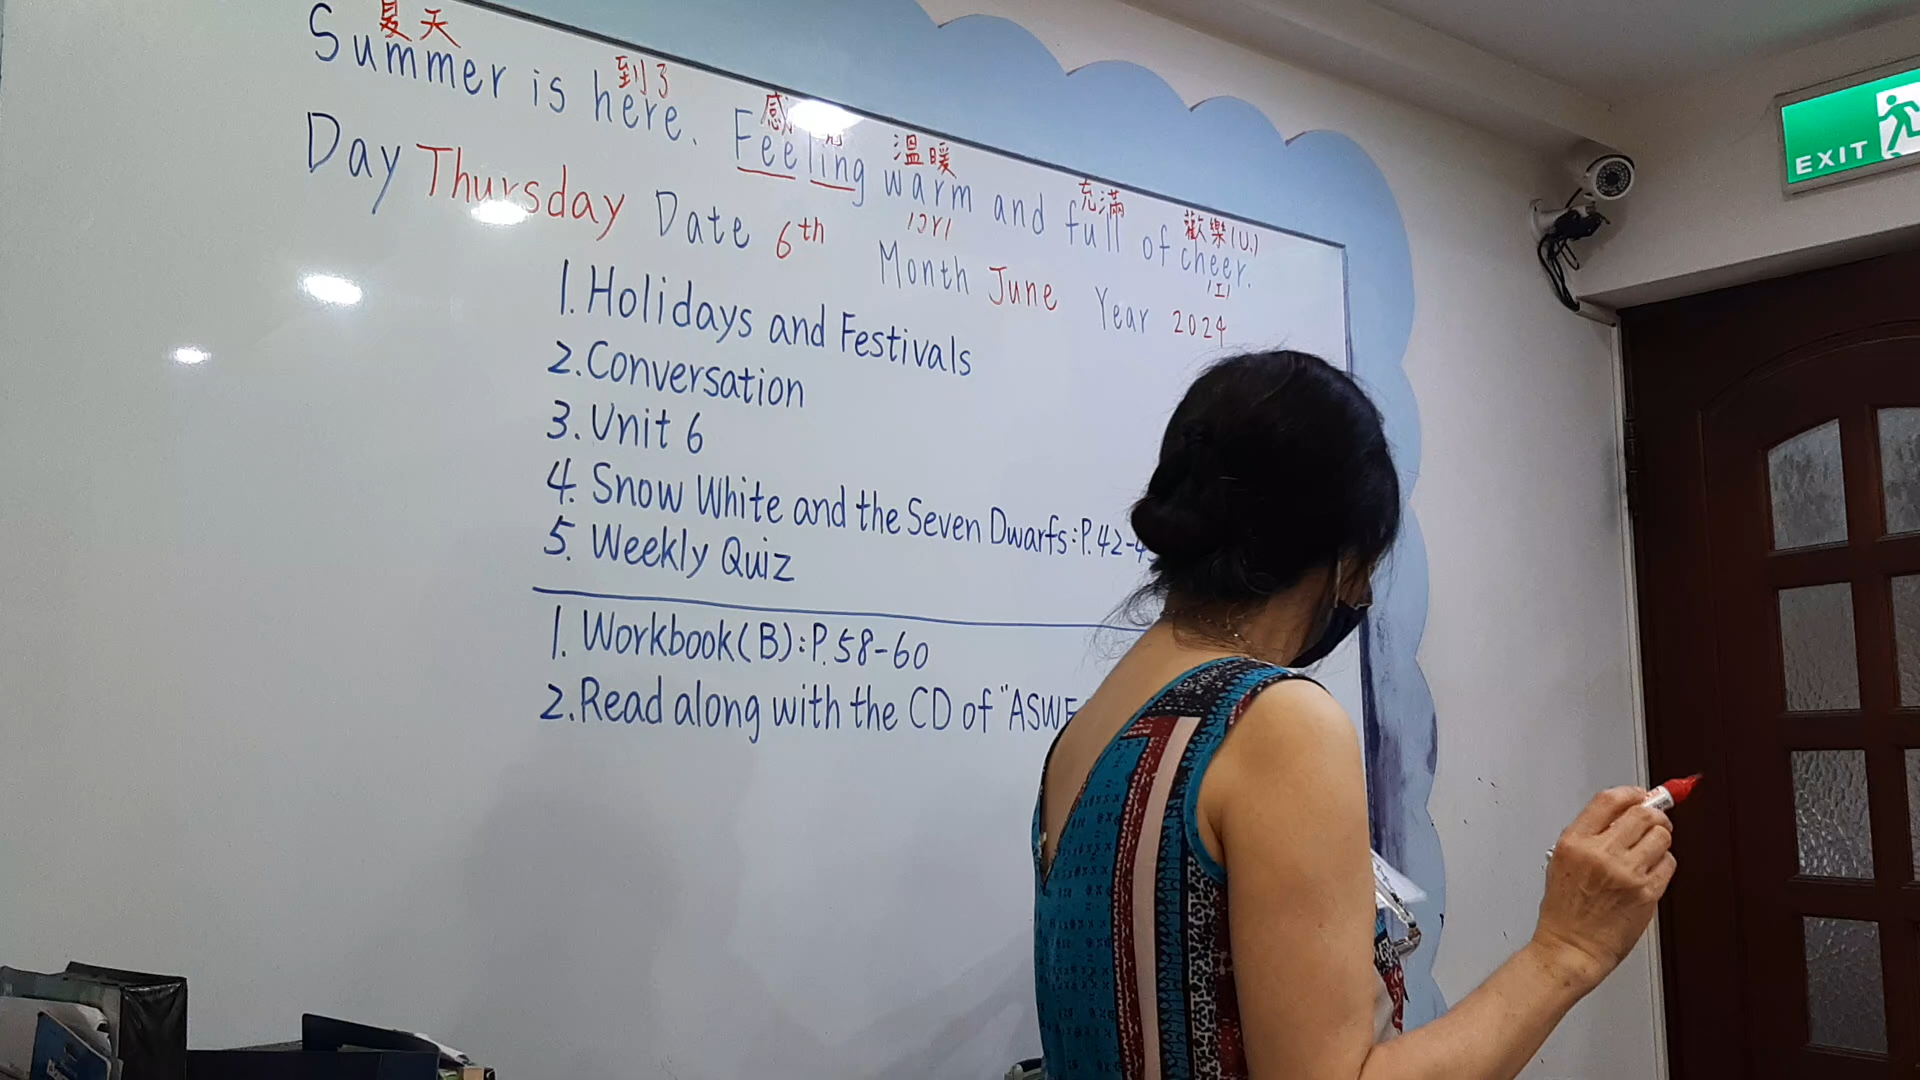 夏天 到了 感覺 溫暖 充滿 歡樂(U.)
Summer is here. Feeling warm and full of cheer.
/ɔr/ /ɪ/
Day Thursday Date 6th Month June Year 2024
1. Holidays and Festivals
2. Conversation
3. Unit 6
4. Snow White and the Seven Dwarfs: P.42-4
5. Weekly Quiz
1. Workbook(B): P.58-60
2. Read along with the CD of "ASWE
EXIT